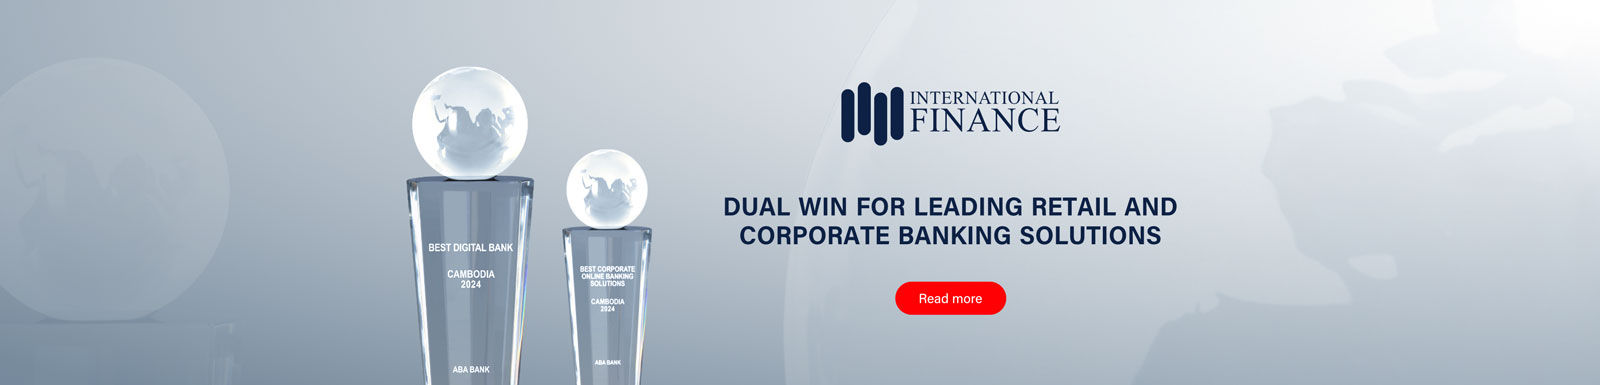 BEST DIGITAL BANK
CAMBODIA
2024
ABA BANK
BEST CORPORATE
ONLINE BANKING
SOLUTIONS
CAMBODIA
2024
ABA BANK
INTERNATIONAL
FINANCE
DUAL WIN FOR LEADING RETAIL AND
CORPORATE BANKING SOLUTIONS
Read more